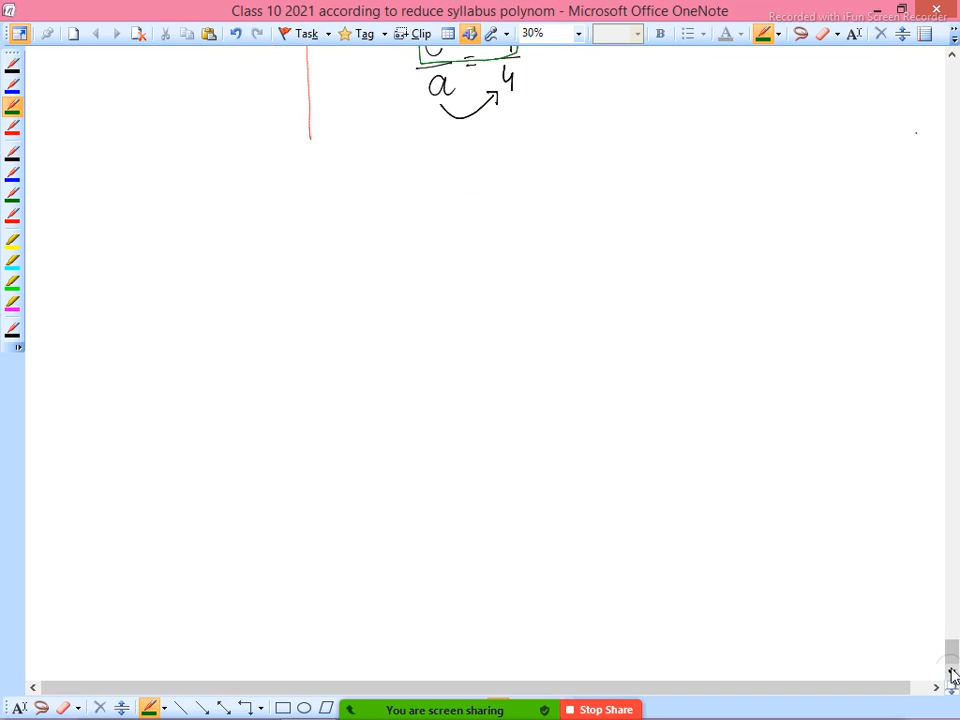 Class 10 2021 according to reduce syllabus polynom - Microsoft Office OneNote
Recorded with iFun Screen Recorder
Task Tag Clip 30% B A
a = 4
You are screen sharing Stop Share